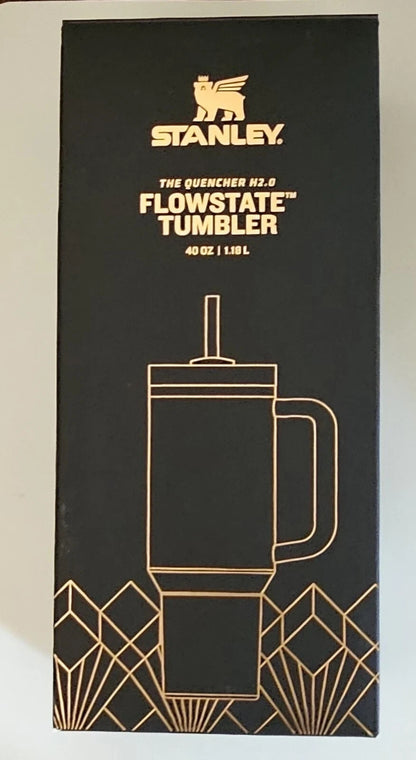 STANLEY.
THE QUENCHER H2.0
FLOWSTATE™
TUMBLER
40 OZ | 1.18 L